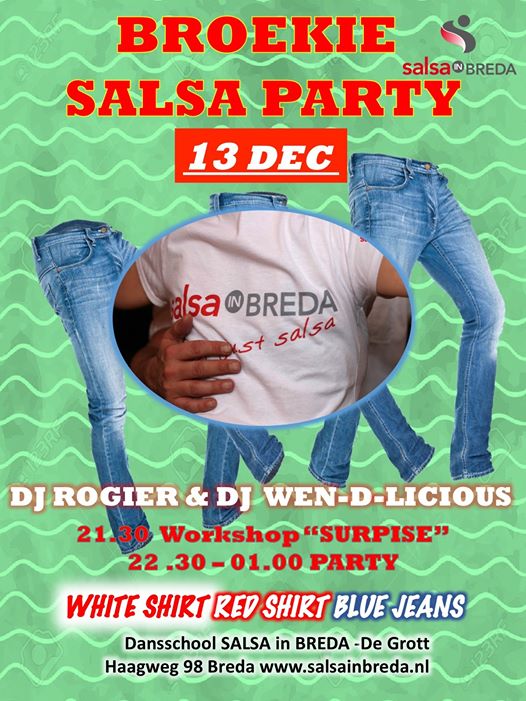 BROEKIE
salsa IN BREDA
SALSA PARTY
13 DEC
salsa IN BREDA
just salsa
DJ ROGIER & DJ WEN-D-LICIOUS
21.30 Workshop “SURPISE”
22 .30 – 01.00 PARTY
WHITE SHIRT RED SHIRT BLUE JEANS
Dansschool SALSA in BREDA -De Grott
Haagweg 98 Breda www.salsainbreda.nl